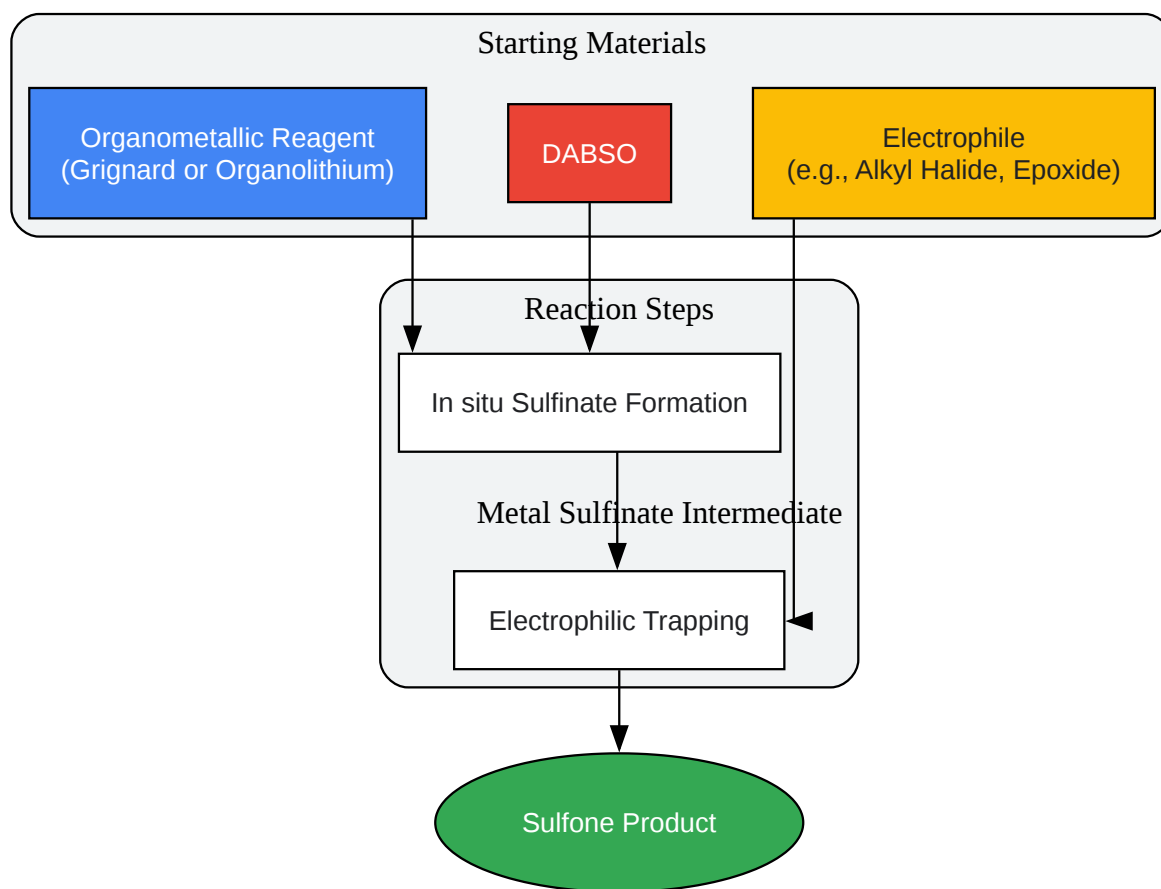 Starting Materials
Organometallic Reagent
(Grignard or Organolithium)
DABSO
Electrophile
(e.g., Alkyl Halide, Epoxide)
Reaction Steps
In situ Sulfinate Formation
Metal Sulfinate Intermediate
Electrophilic Trapping
Sulfone Product